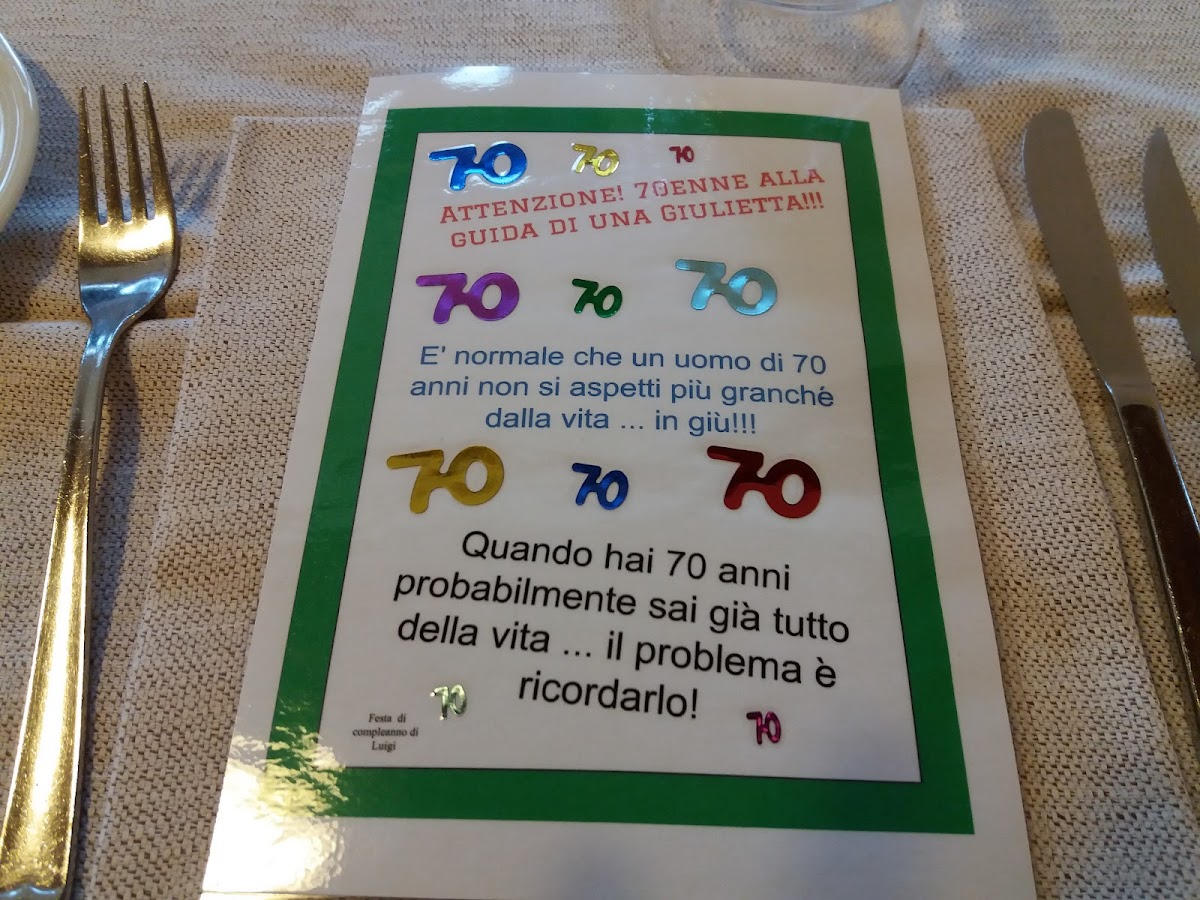 70 70 70
Attenzione! 70enne alla
guida di una Giulietta!!!
70 70 70
E' normale che un uomo di 70
anni non si aspetti più granché
dalla vita ... in giù!!!
70 70 70
Quando hai 70 anni
probabilmente sai già tutto
della vita ... il problema è
ricordarlo!
70 70
Festa di
compleanno di
Luigi